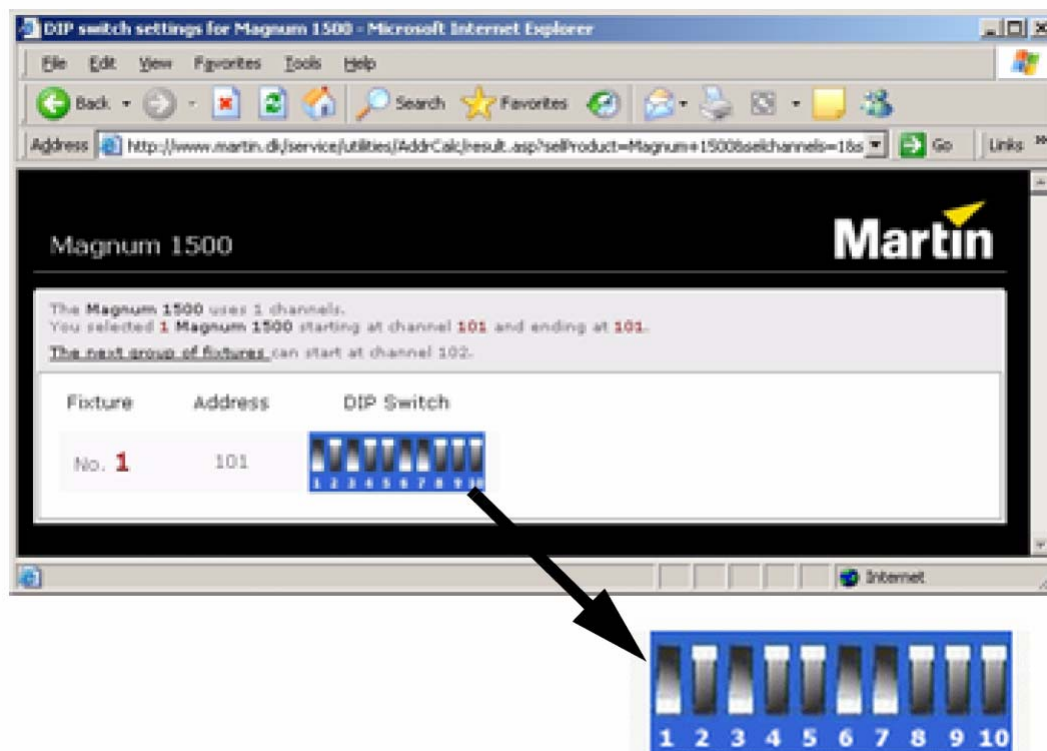 DIP switch settings for Magnum 1500 - Microsoft Internet Explorer
File Edit View Favorites Tools Help
Back Search Favorites
Address http://www.martin.dk/service/utilities/AddrCalc/result.asp?selProduct=Magnum+1500&selchannels=1&s Go Links »
Martin
Magnum 1500
The Magnum 1500 uses 1 channels.
You selected 1 Magnum 1500 starting at channel 101 and ending at 101.
The next group of fixtures can start at channel 102.
Fixture Address DIP Switch
No. 1 101
1 2 3 4 5 6 7 8 9 10
Internet
1 2 3 4 5 6 7 8 9 10